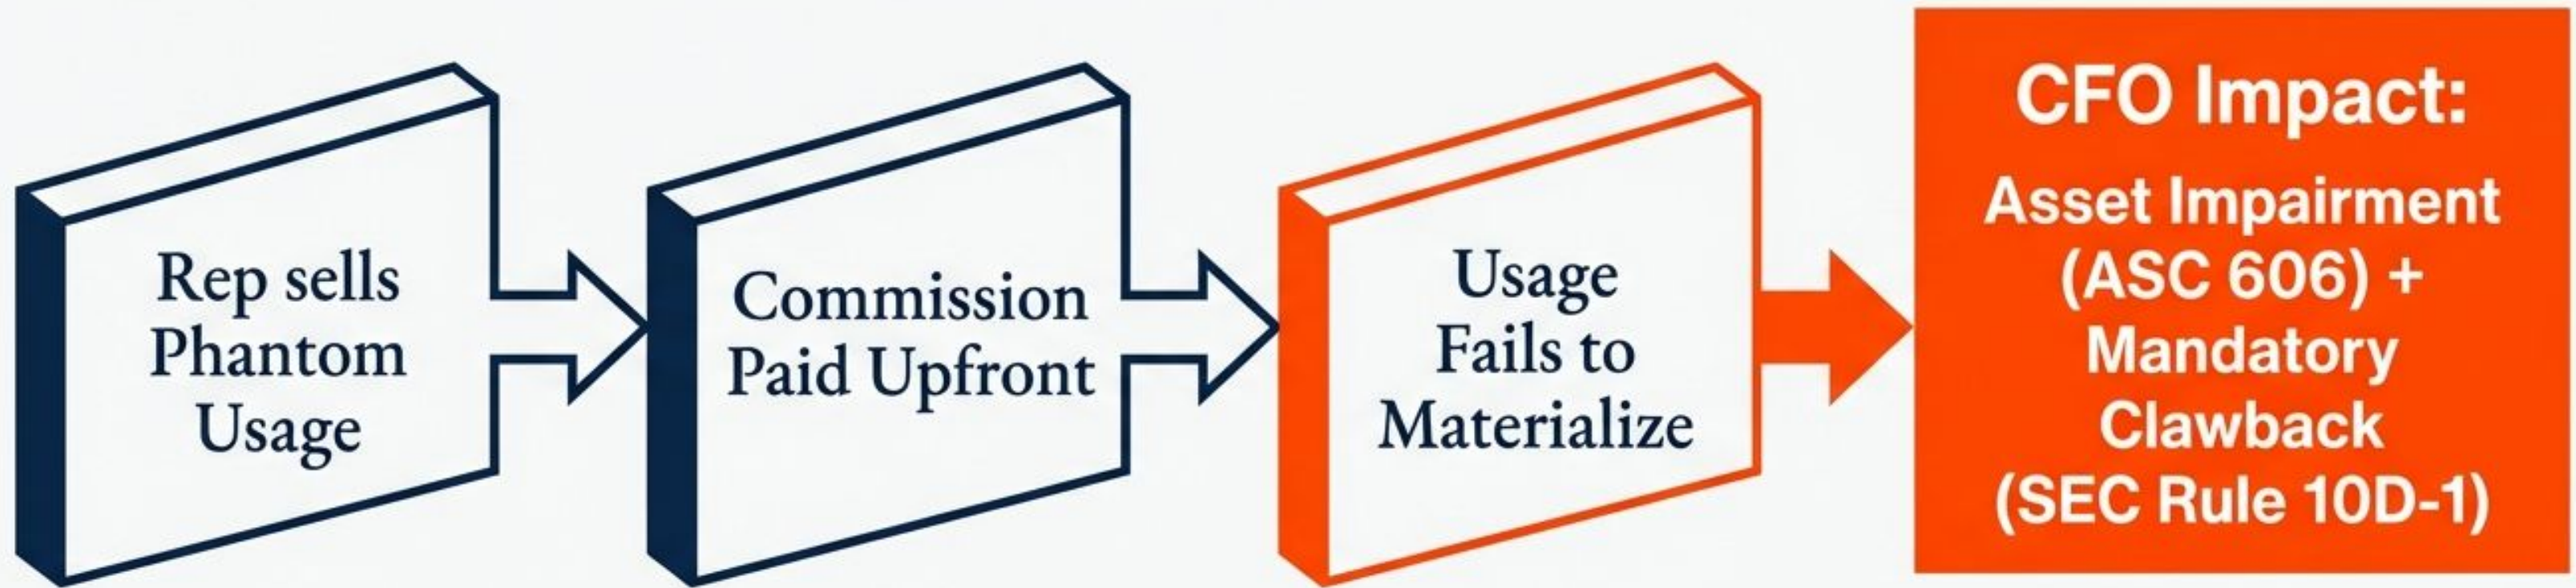 Rep sells
Phantom
Usage
Commission
Paid Upfront
Usage
Fails to
Materialize
CFO Impact:
Asset Impairment
(ASC 606) +
Mandatory
Clawback
(SEC Rule 10D-1)